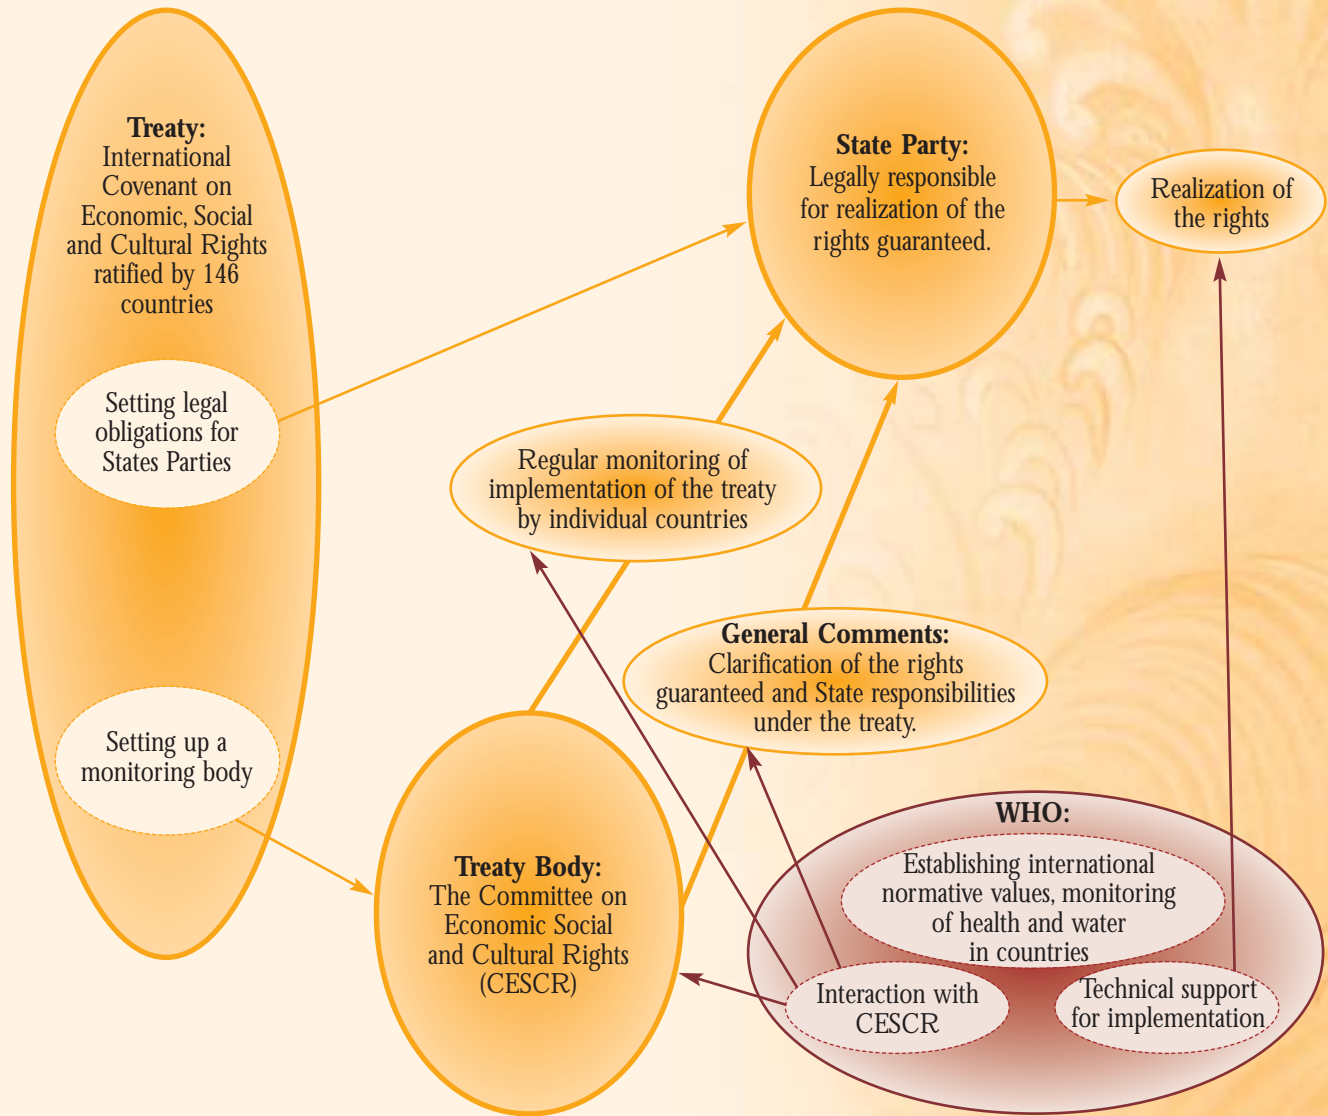 Treaty:
International
Covenant on
Economic, Social
and Cultural Rights
ratified by 146
countries
Setting legal
obligations for
States Parties
Setting up a
monitoring body
State Party:
Legally responsible
for realization of the
rights guaranteed.
Realization of
the rights
Regular monitoring of
implementation of the treaty
by individual countries
General Comments:
Clarification of the rights
guaranteed and State responsibilities
under the treaty.
Treaty Body:
The Committee on
Economic Social
and Cultural Rights
(CESCR)
WHO:
Establishing international
normative values, monitoring
of health and water
in countries
Interaction with
CESCR
Technical support
for implementation